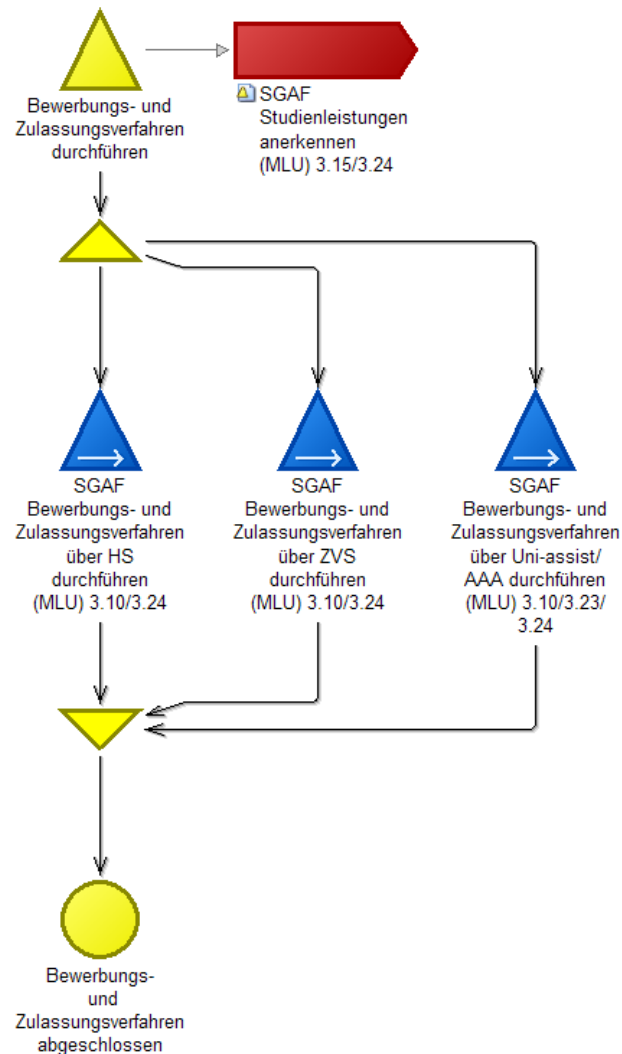 Bewerbungs- und
Zulassungsverfahren
durchführen
SGAF
Studienleistungen
anerkennen
(MLU) 3.15/3.24
SGAF
Bewerbungs- und
Zulassungsverfahren
über HS
durchführen
(MLU) 3.10/3.24
SGAF
Bewerbungs- und
Zulassungsverfahren
über ZVS
durchführen
(MLU) 3.10/3.24
SGAF
Bewerbungs- und
Zulassungsverfahren
über Uni-assist/
AAA durchführen
(MLU) 3.10/3.23/
3.24
Bewerbungs-
und
Zulassungsverfahren
abgeschlossen